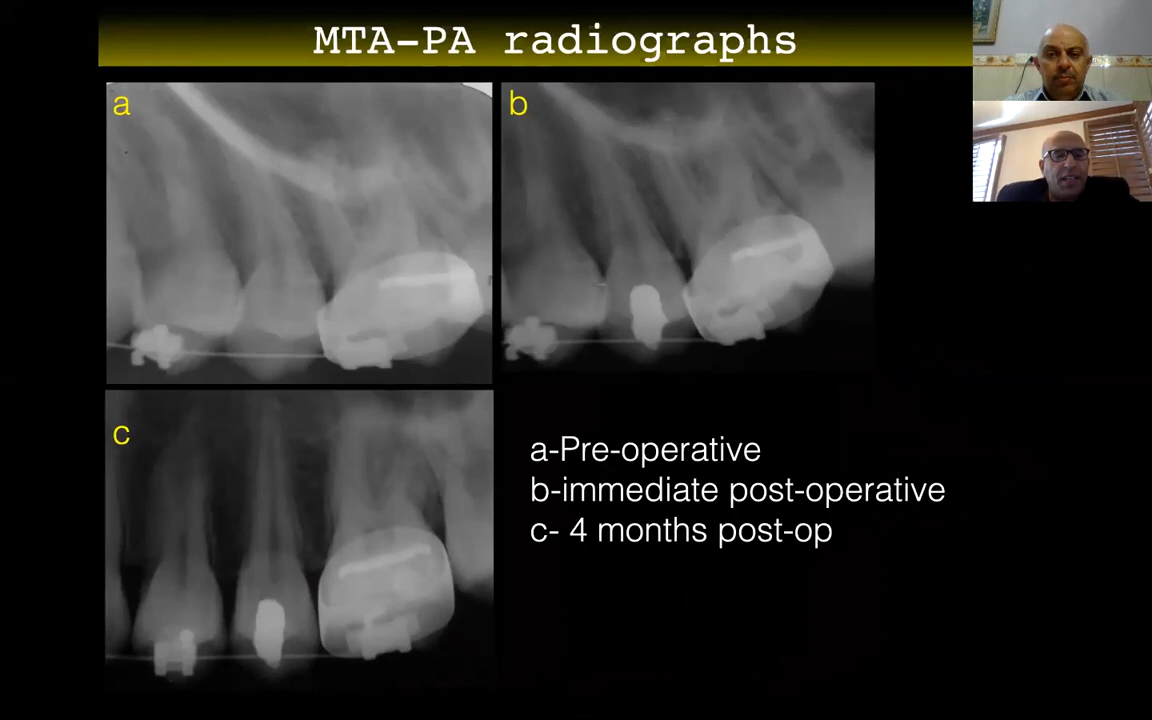 MTA-PA radiographs
a
b
c
a-Pre-operative
b-immediate post-operative
c- 4 months post-op